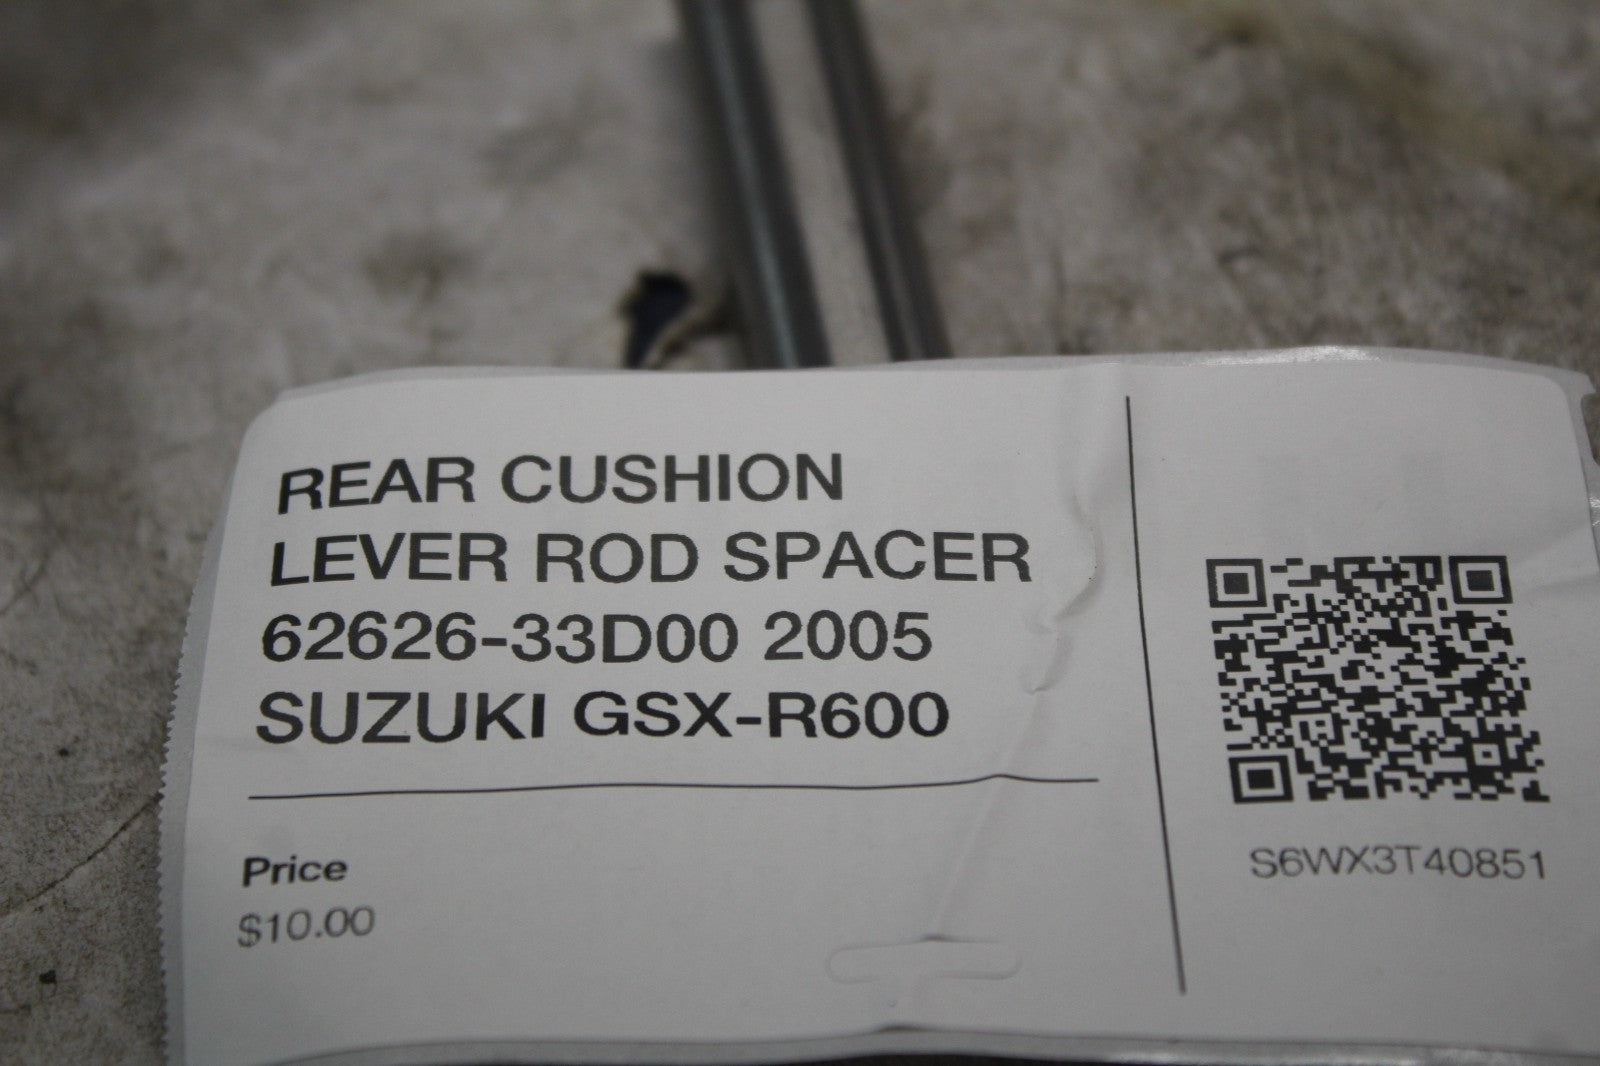 REAR CUSHION
LEVER ROD SPACER
62626-33D00 2005
SUZUKI GSX-R600
Price
$10.00
S6WX3T40851